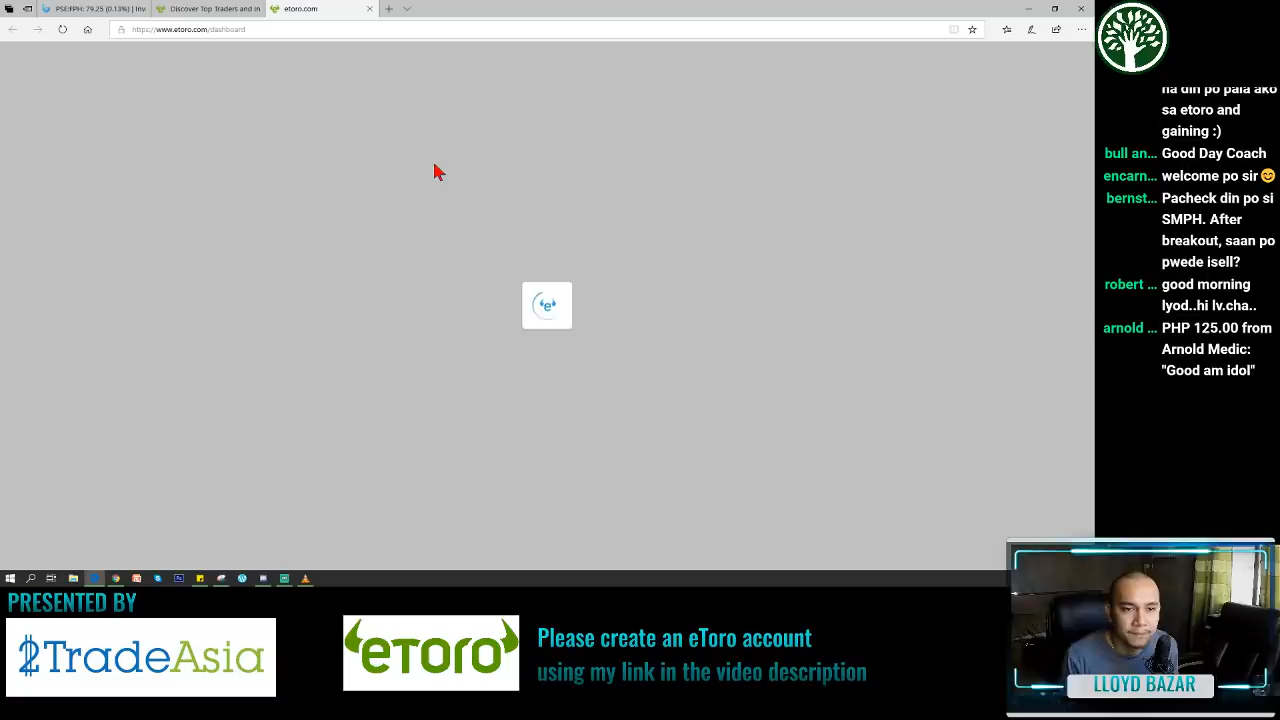 PSE:FPH: 79.25 (0.13%) | Inv
Discover Top Traders and In
etoro.com
https://www.etoro.com/dashboard
na din po pala ako
sa etoro and
gaining :)
bull an... Good Day Coach
encarn... welcome po sir😊
bernst... Pacheck din po si
SMPH. After
breakout, saan po
pwede isell?
robert ... good morning
lyod..hi lv.cha..
arnold ... PHP 125.00 from
Arnold Medic:
"Good am idol"
e
PRESENTED BY
2TradeAsia
eToro
Please create an eToro account
using my link in the video description
LLOYD BAZAR